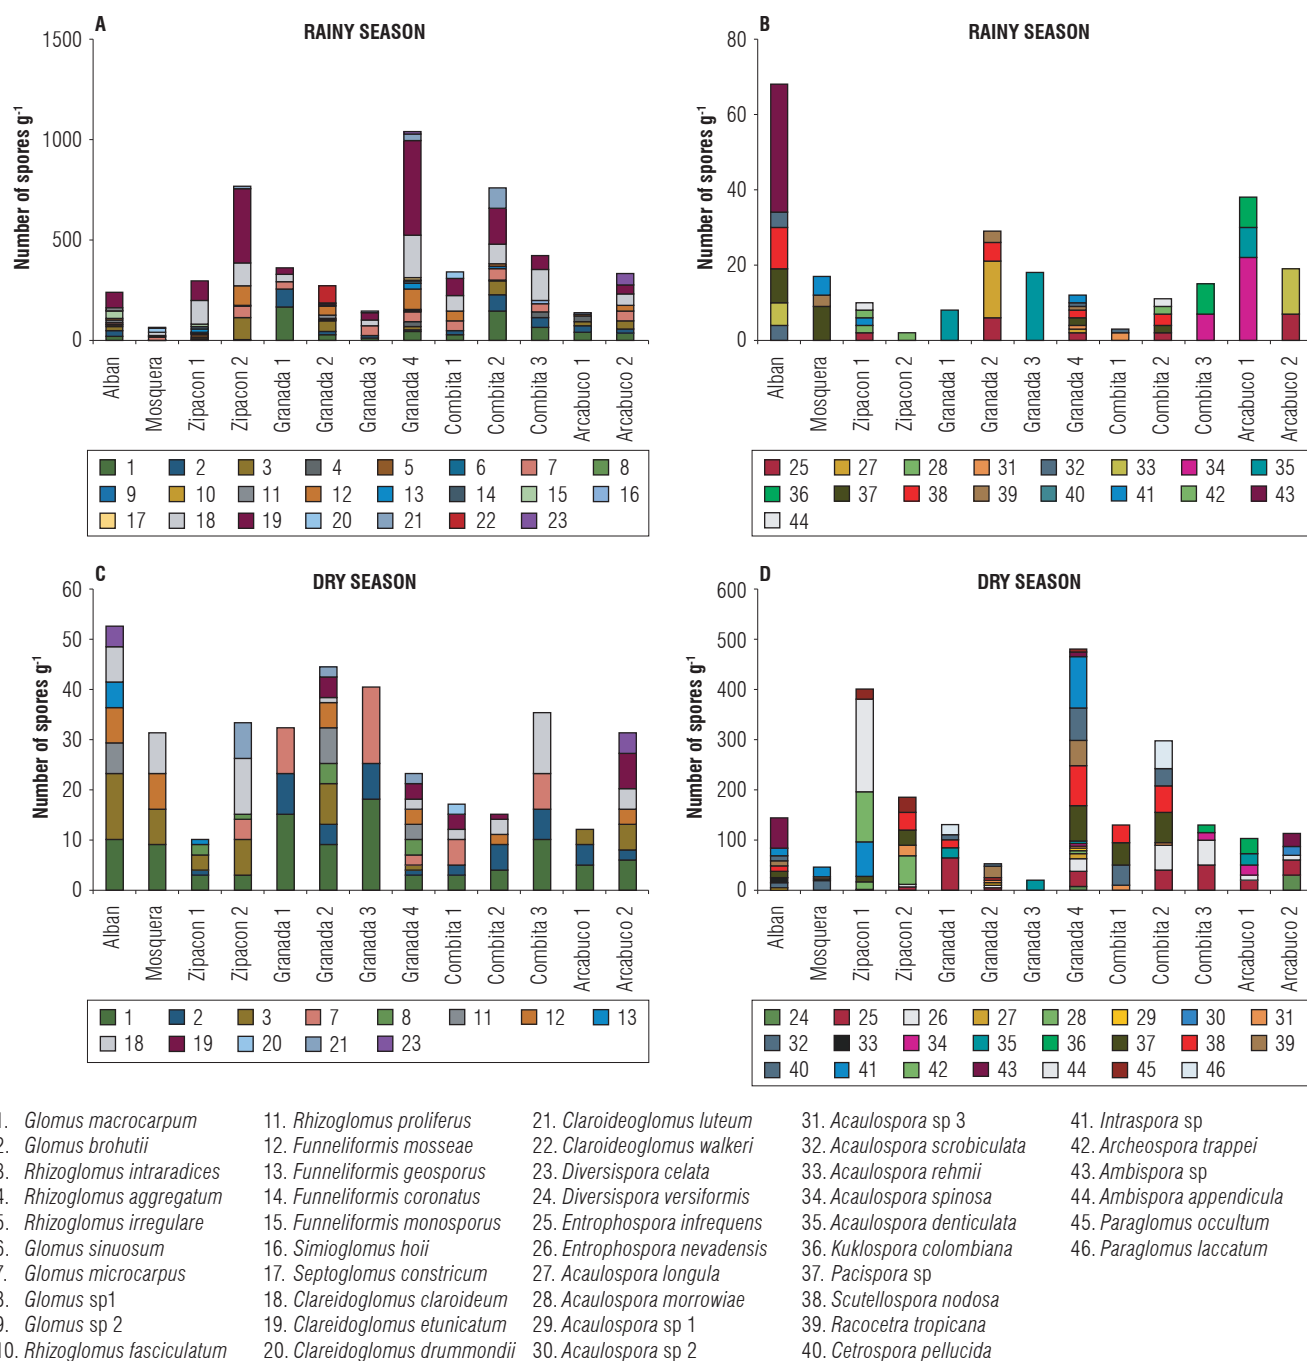 A
RAINY SEASON
Number of spores g-1
1500
1000
500
0
Alban
Mosquera
Zipacon 1
Zipacon 2
Granada 1
Granada 2
Granada 3
Granada 4
Combita 1
Combita 2
Combita 3
Arcabuco 1
Arcabuco 2
1 2 3 4 5 6 7 8
9 10 11 12 13 14 15 16
17 18 19 20 21 22 23
B
RAINY SEASON
Number of spores g-1
80
60
40
20
0
Alban
Mosquera
Zipacon 1
Zipacon 2
Granada 1
Granada 2
Granada 3
Granada 4
Combita 1
Combita 2
Combita 3
Arcabuco 1
Arcabuco 2
25 27 28 31 32 33 34 35
36 37 38 39 40 41 42 43
44
C
DRY SEASON
Number of spores g-1
60
50
40
30
20
10
0
Alban
Mosquera
Zipacon 1
Zipacon 2
Granada 1
Granada 2
Granada 3
Granada 4
Combita 1
Combita 2
Combita 3
Arcabuco 1
Arcabuco 2
1 2 3 7 8 11 12 13
18 19 20 21 23
D
DRY SEASON
Number of spores g-1
600
500
400
300
200
100
0
Alban
Mosquera
Zipacon 1
Zipacon 2
Granada 1
Granada 2
Granada 3
Granada 4
Combita 1
Combita 2
Combita 3
Arcabuco 1
Arcabuco 2
24 25 26 27 28 29 30 31
32 33 34 35 36 37 38 39
40 41 42 43 44 45 46
1. Glomus macrocarpum
2. Glomus brohutii
3. Rhizoglomus intraradices
4. Rhizoglomus aggregatum
5. Rhizoglomus irregulare
6. Glomus sinuosum
7. Glomus microcarpus
8. Glomus sp1
9. Glomus sp 2
10. Rhizoglomus fasciculatum
11. Rhizoglomus proliferus
12. Funneliformis mosseae
13. Funneliformis geosporus
14. Funneliformis coronatus
15. Funneliformis monosporus
16. Simioglomus hoii
17. Septoglomus constricum
18. Clareidoglomus claroideum
19. Clareidoglomus etunicatum
20. Clareidoglomus drummondii
21. Claroideoglomus luteum
22. Claroideoglomus walkeri
23. Diversispora celata
24. Diversispora versiformis
25. Entrophospora infrequens
26. Entrophospora nevadensis
27. Acaulospora longula
28. Acaulospora morrowiae
29. Acaulospora sp 1
30. Acaulospora sp 2
31. Acaulospora sp 3
32. Acaulospora scrobiculata
33. Acaulospora rehmii
34. Acaulospora spinosa
35. Acaulospora denticulata
36. Kuklospora colombiana
37. Pacispora sp
38. Scutellospora nodosa
39. Racocetra tropicana
40. Cetrospora pellucida
41. Intraspora sp
42. Archeospora trappei
43. Ambispora sp
44. Ambispora appendicula
45. Paraglomus occultum
46. Paraglomus laccatum